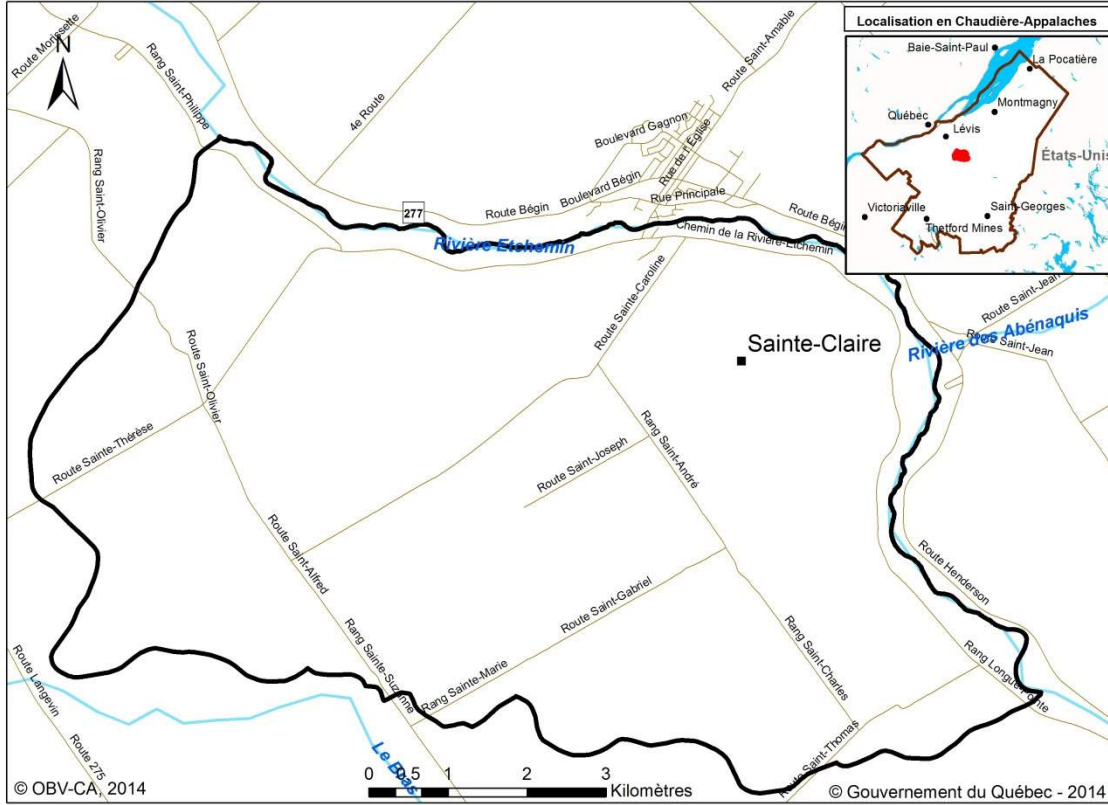 Localisation en Chaudière-Appalaches
Baie-Saint-Paul
La Pocatière
Montmagny
Québec
Lévis
États-Unis
Victoriaville
Saint-Georges
Thetford Mines
N
Route Morissette
Rang Saint-Philippe
4e Route
Route Saint-Amable
Boulevard Gagnon
Rue de l'Église
Rang Saint-Olivier
Boulevard Bégin
Rue Principale
277
Route Bégin
Route Bégin
Rivière Etchemin
Chemin de la Rivière-Etchemin
Route Sainte-Caroline
Route Saint-Jean
Rivière des Abénaquis
Rang Saint-Jean
Sainte-Claire
Route Saint-Olivier
Route Sainte-Thérèse
Rang Saint-André
Route Saint-Joseph
Route Saint-Alfred
Route Henderson
Route Saint-Gabriel
Rang Sainte-Suzanne
Rang Sainte-Marie
Rang Saint-Charles
Rang Longue-Pointe
Route Langevin
Route 275
Le Bras
Route Saint-Thomas
0 0,5 1 2 3
Kilomètres
© OBV-CA, 2014
© Gouvernement du Québec - 2014